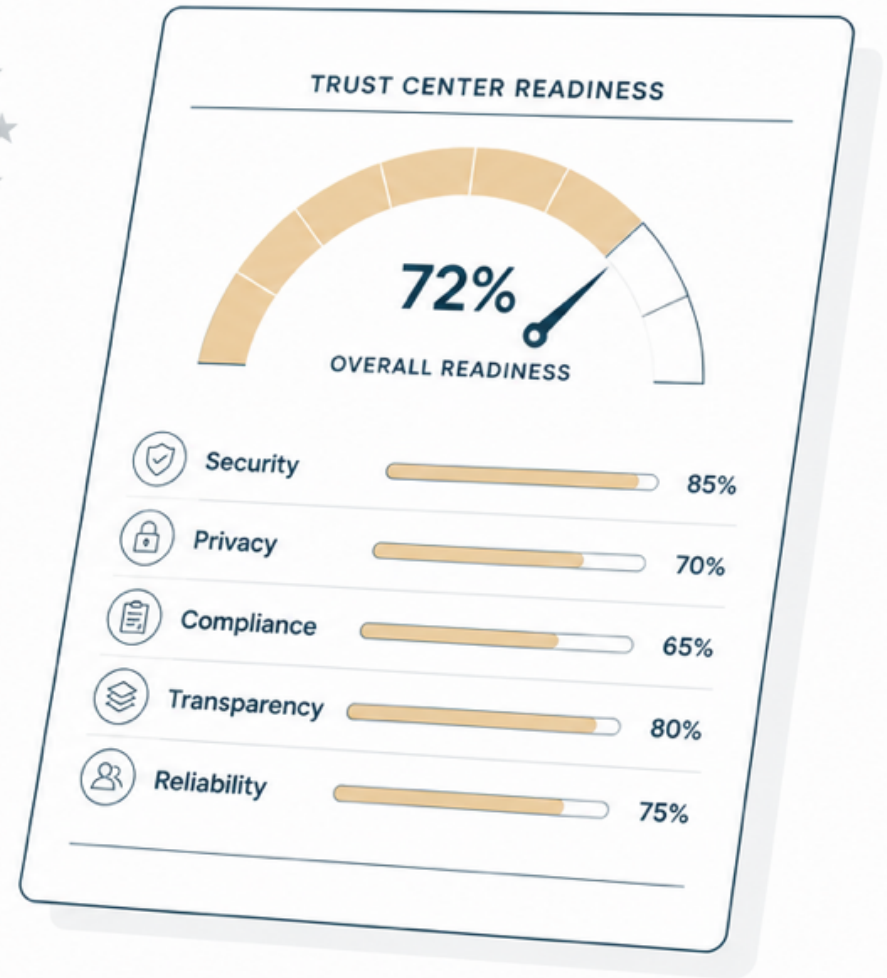 TRUST CENTER READINESS
72%
OVERALL READINESS
Security 85%
Privacy 70%
Compliance 65%
Transparency 80%
Reliability 75%